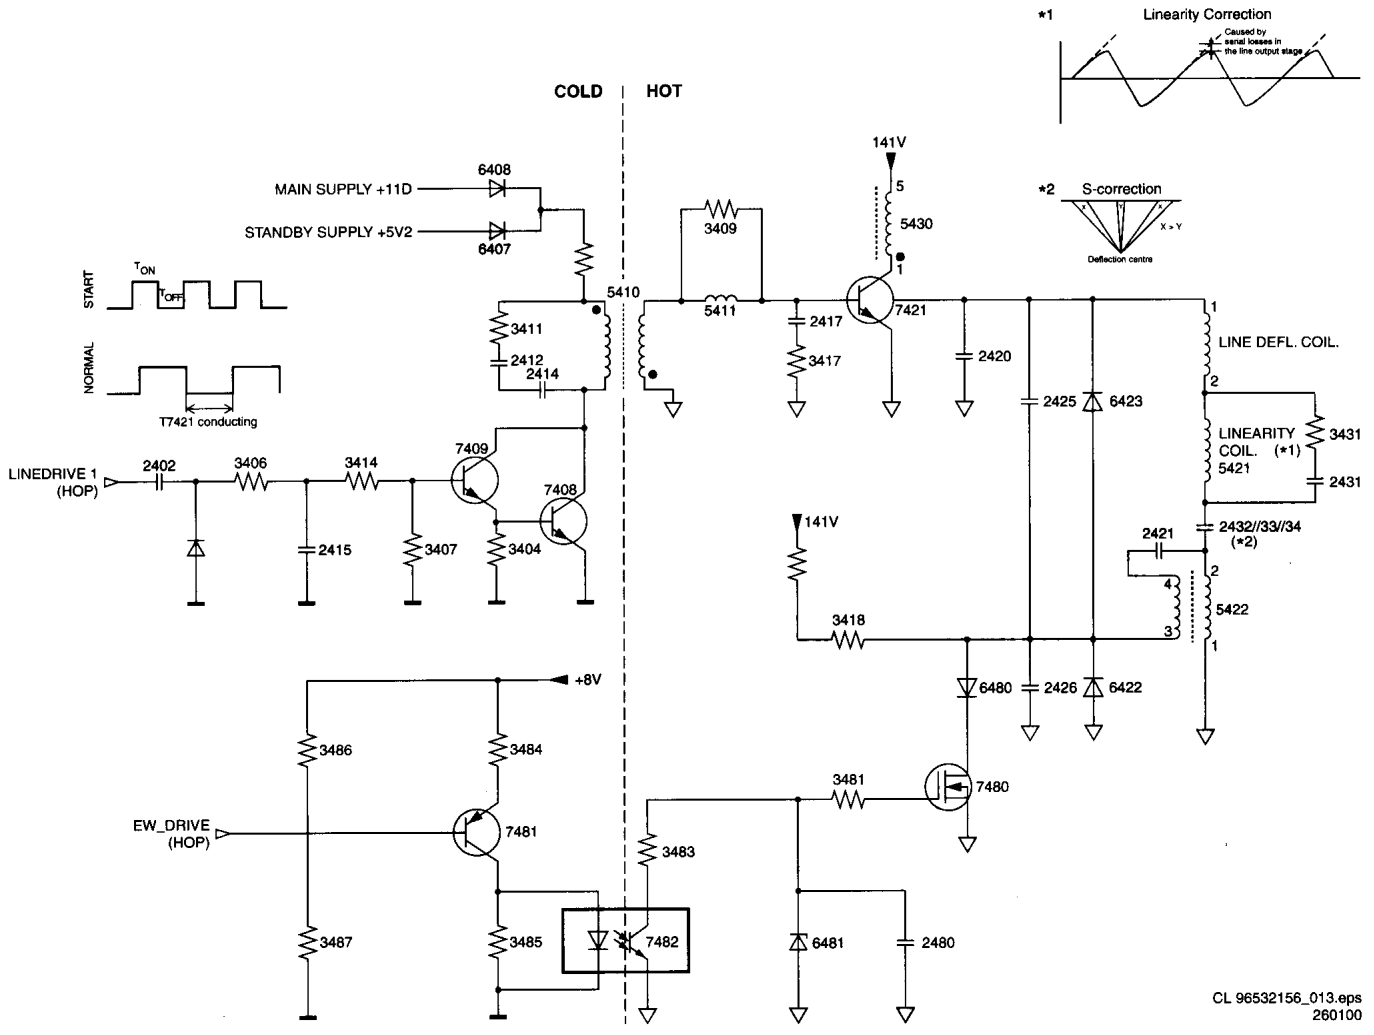 *1 Linearity Correction
Caused by
serial losses in
the line output stage
COLD HOT
141V
MAIN SUPPLY +11D
6408
STANDBY SUPPLY +5V2
6407
*2 S-correction
X Y X
X > Y
Deflection centre
3409
5
5430
1
START
TON
TOFF
NORMAL
T7421 conducting
5410
5411
3411
2412
2414
2417
3417
7421
2420
2425
6423
1
LINE DEFL. COIL.
2
LINEARITY
COIL. (*1)
5421
3431
2431
LINEDRIVE 1
(HOP)
2402
3406
3414
7409
7408
2415
3407
3404
141V
2432//33//34
(*2)
2421
2
4
5422
3
1
3418
6480
2426
6422
+8V
3486
3484
3481
7480
EW_DRIVE
(HOP)
7481
3483
3487
3485
7482
6481
2480
CL 96532156_013.eps
260100